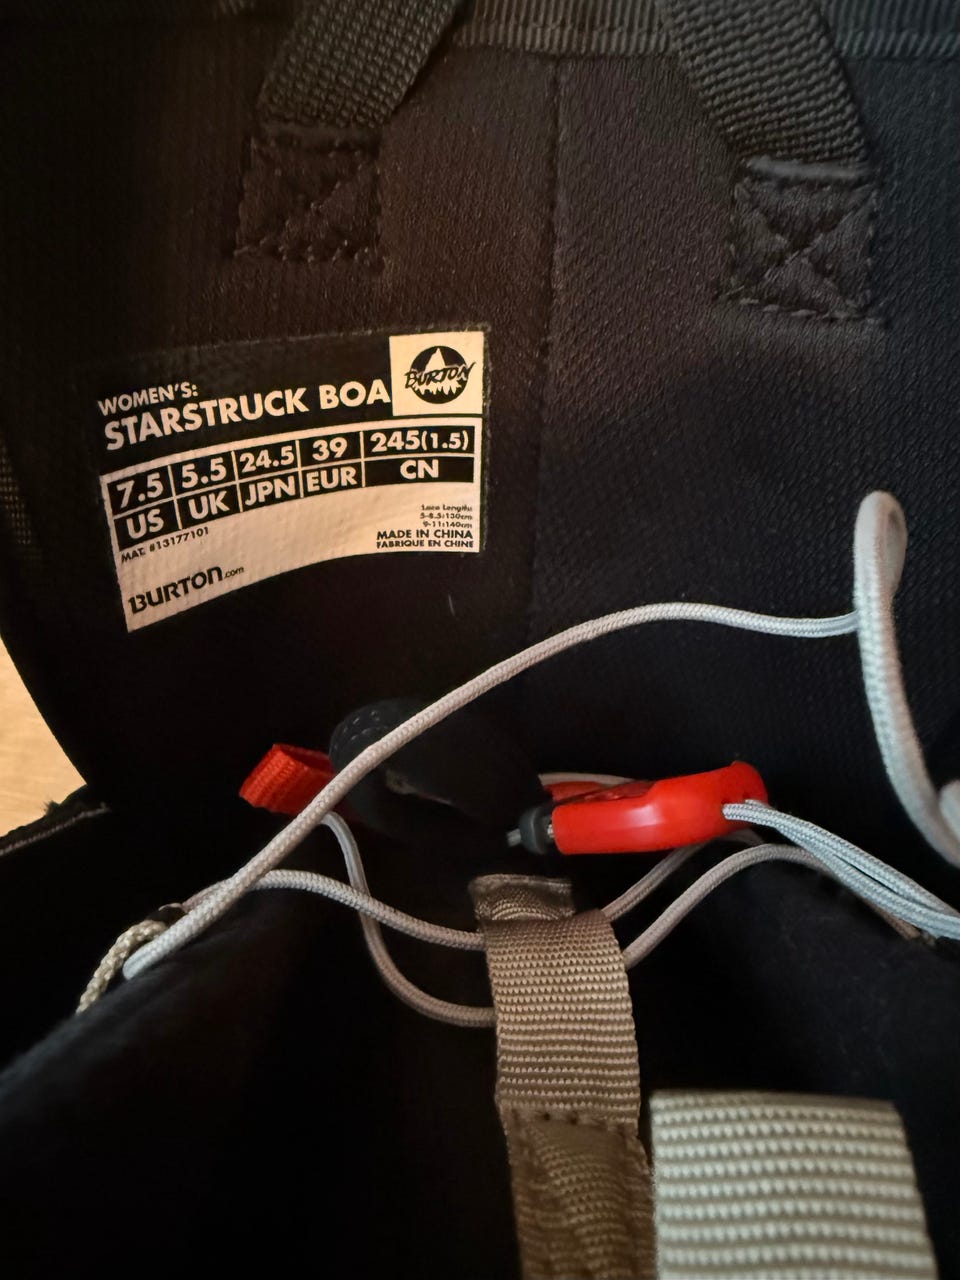 WOMEN'S:
STARSTRUCK BOA
BURTON
7.5 5.5 24.5 39 245(1.5)
US UK JPN EUR CN
MAT. #13177101
Lace Lengths
5-8.5:130cm
9-11:140cm
MADE IN CHINA
FABRIQUE EN CHINE
BURTON.com